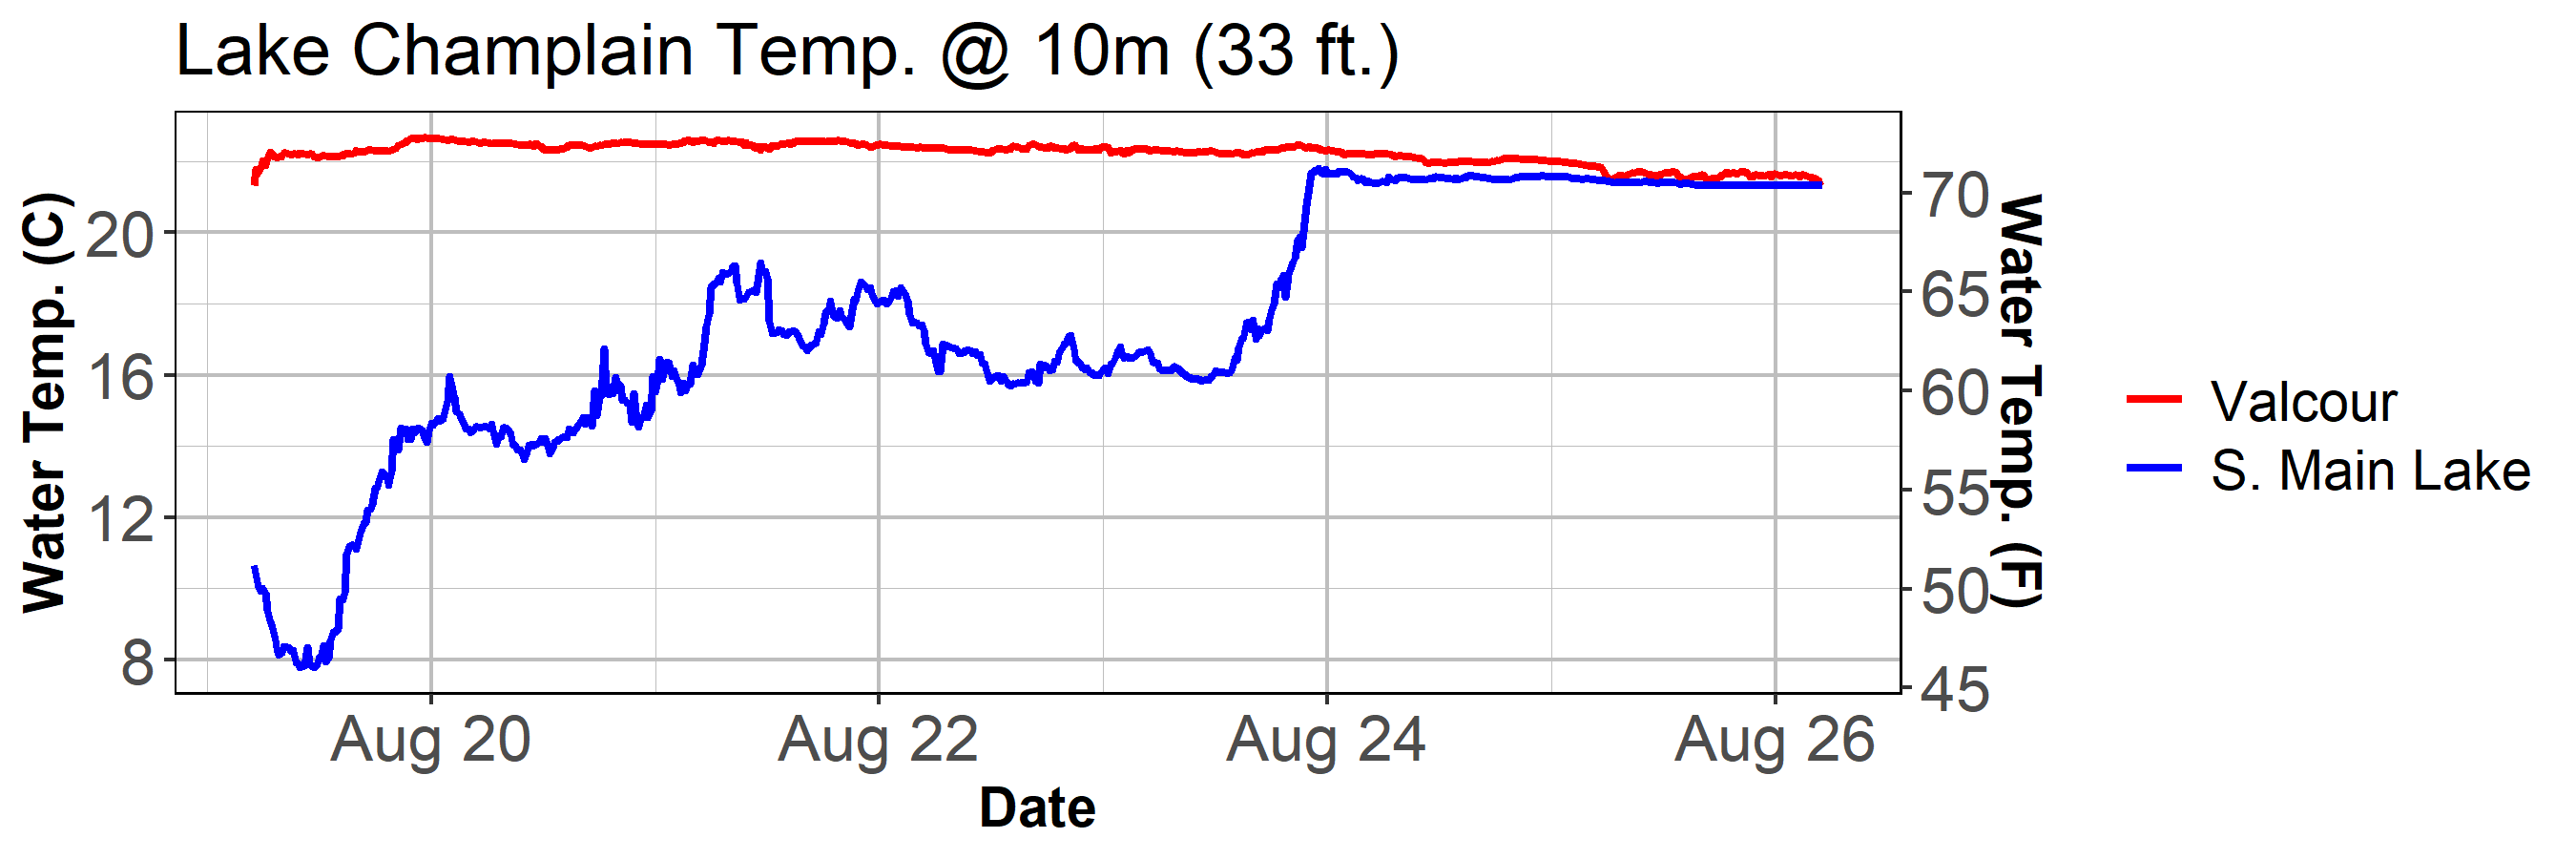 Lake Champlain Temp. @ 10m (33 ft.)
Water Temp. (C)
20
16
12
8
70
65
60
55
50
45
Water Temp. (F)
Aug 20
Aug 22
Aug 24
Aug 26
Date
Valcour
S. Main Lake